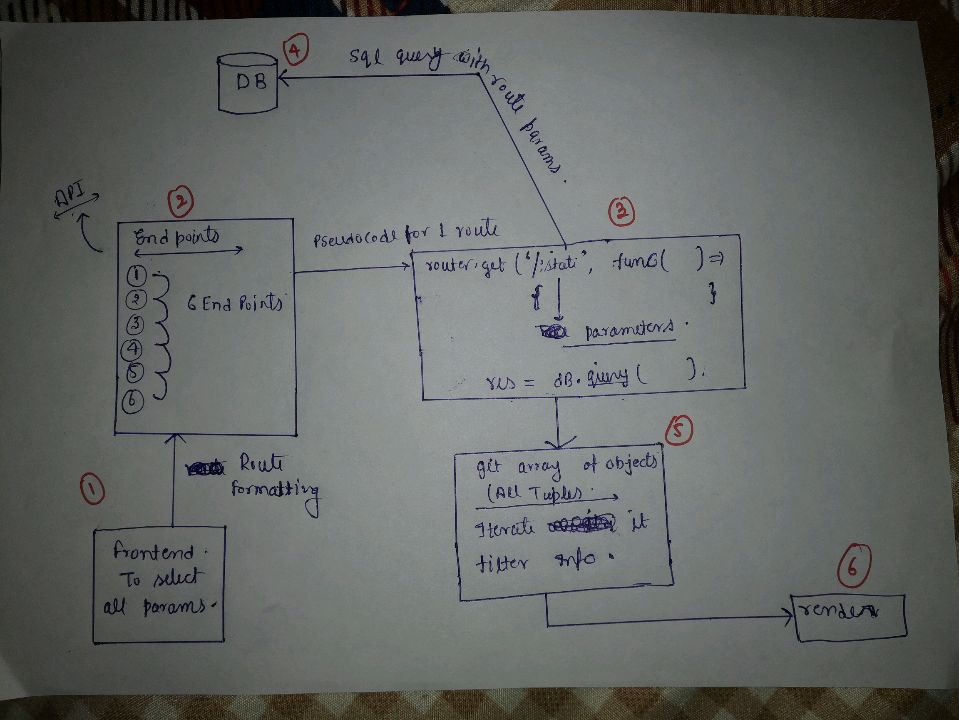 4
DB
sql query with
route params.
API
2
End points
1
2
3
4
5
6
6 End Points
Pseudocode for 1 route
3
router.get ('/:stati', func( ) =>
{ }
parameters.
res = dB.query( ).
1
Route
formatting
frontend.
To select
all params.
5
get array of objects
(All Tuples.
Iterate it
filter info.
6
render